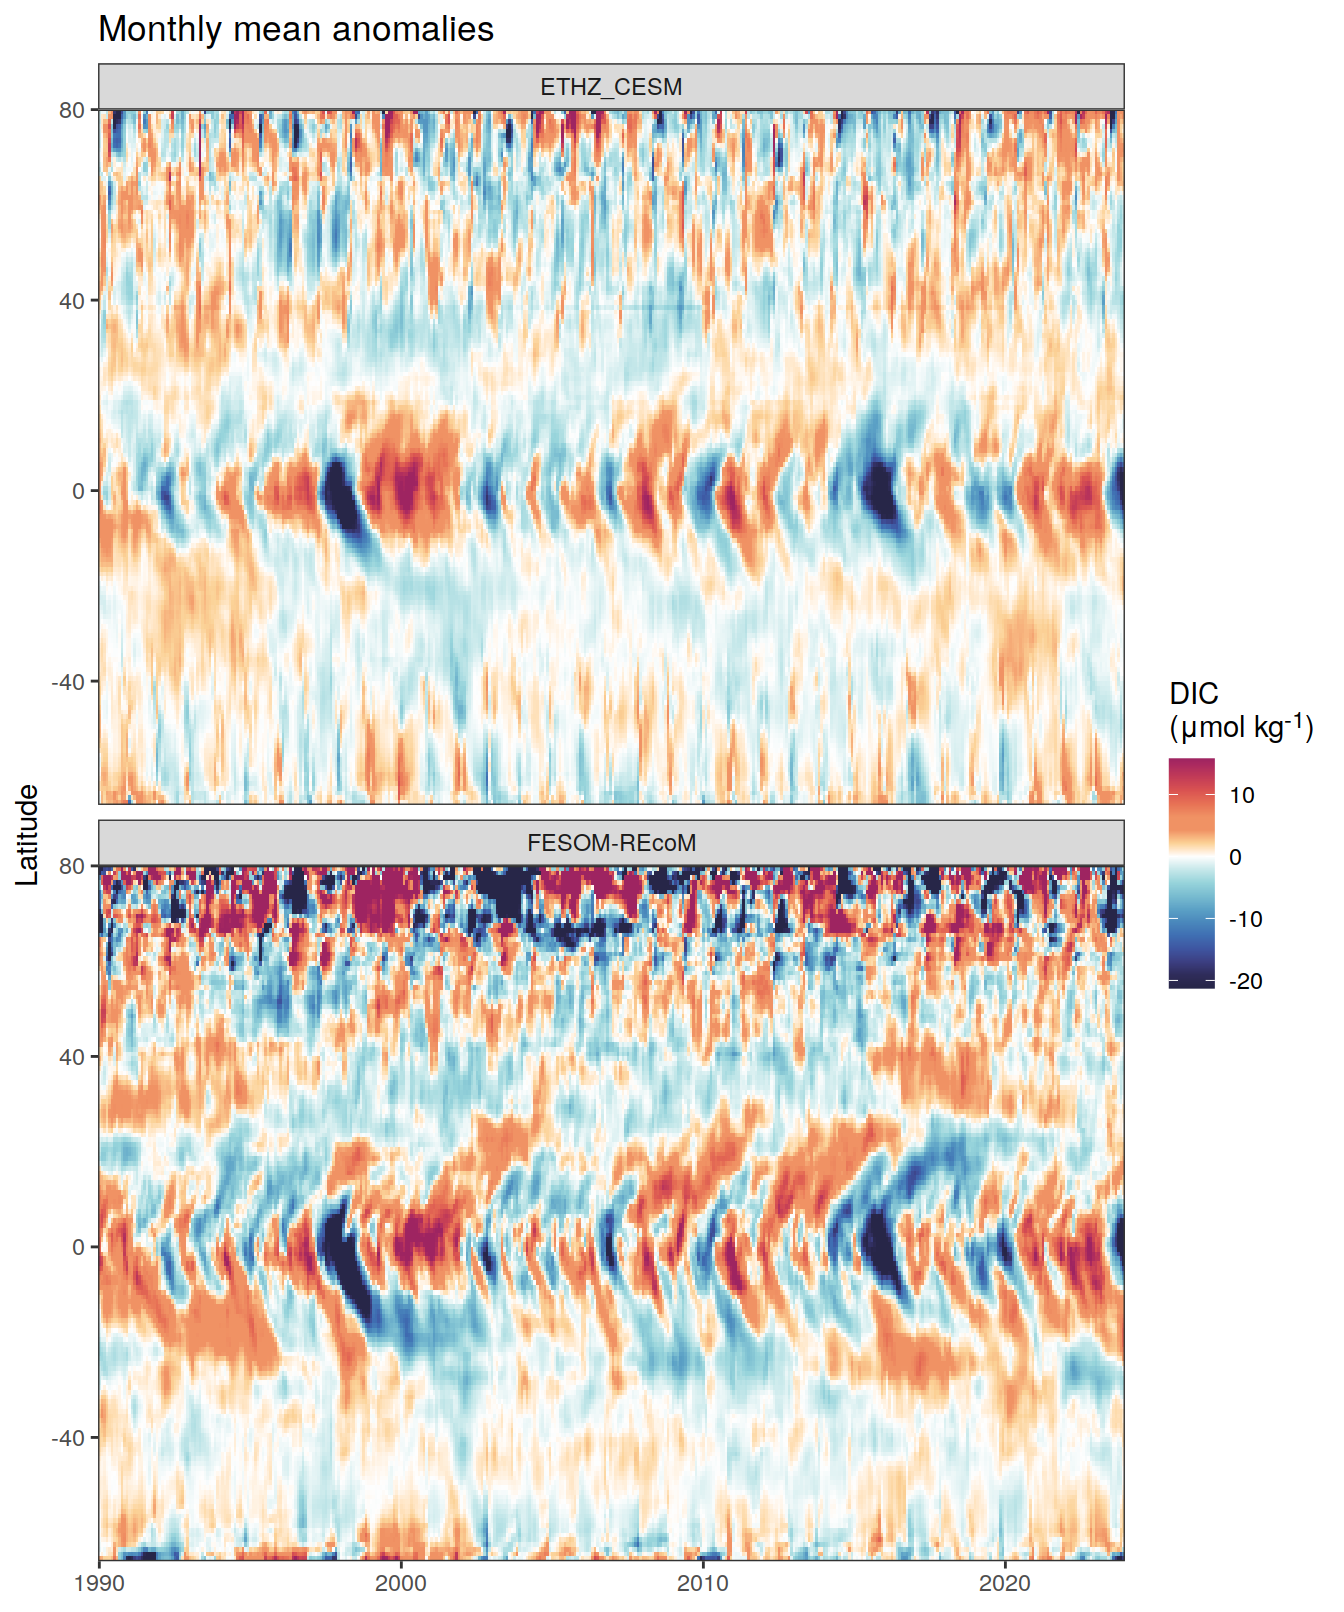 Monthly mean anomalies
ETHZ_CESM
80
40
0
-40
Latitude
FESOM-REcoM
80
40
0
-40
1990 2000 2010 2020
DIC
(μmol kg⁻¹)
10
0
-10
-20